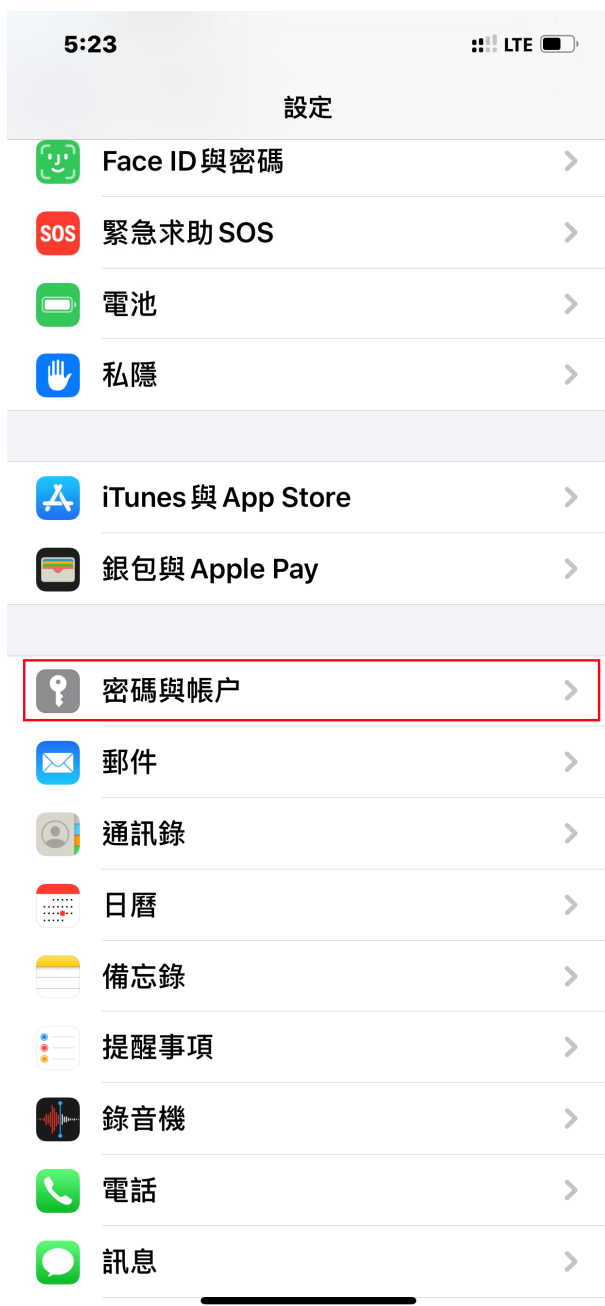 5:23
LTE
設定
Face ID與密碼
SOS
緊急求助 SOS
電池
私隱
iTunes 與 App Store
銀包與 Apple Pay
密碼與帳户
郵件
通訊錄
日曆
備忘錄
提醒事項
錄音機
電話
訊息